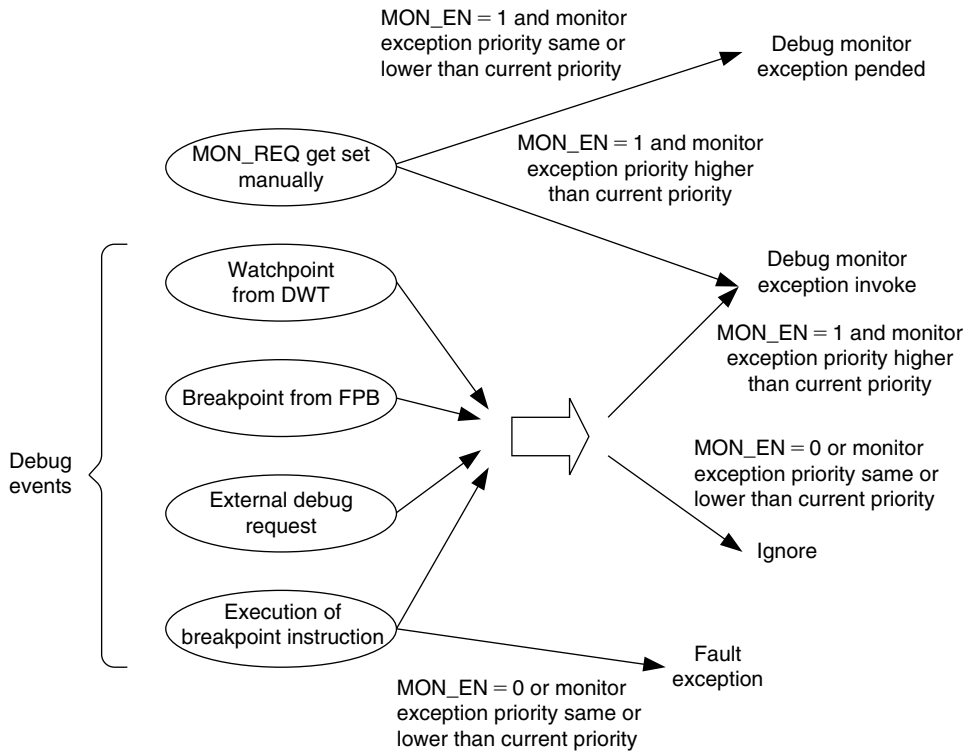 MON_EN = 1 and monitor
exception priority same or
lower than current priority
Debug monitor
exception pended
MON_REQ get set
manually
MON_EN = 1 and monitor
exception priority higher
than current priority
Debug monitor
exception invoke
Watchpoint
from DWT
MON_EN = 1 and monitor
exception priority higher
than current priority
Breakpoint from FPB
Debug
events
MON_EN = 0 or monitor
exception priority same or
lower than current priority
External debug
request
Ignore
Execution of
breakpoint instruction
Fault
exception
MON_EN = 0 or monitor
exception priority same or
lower than current priority